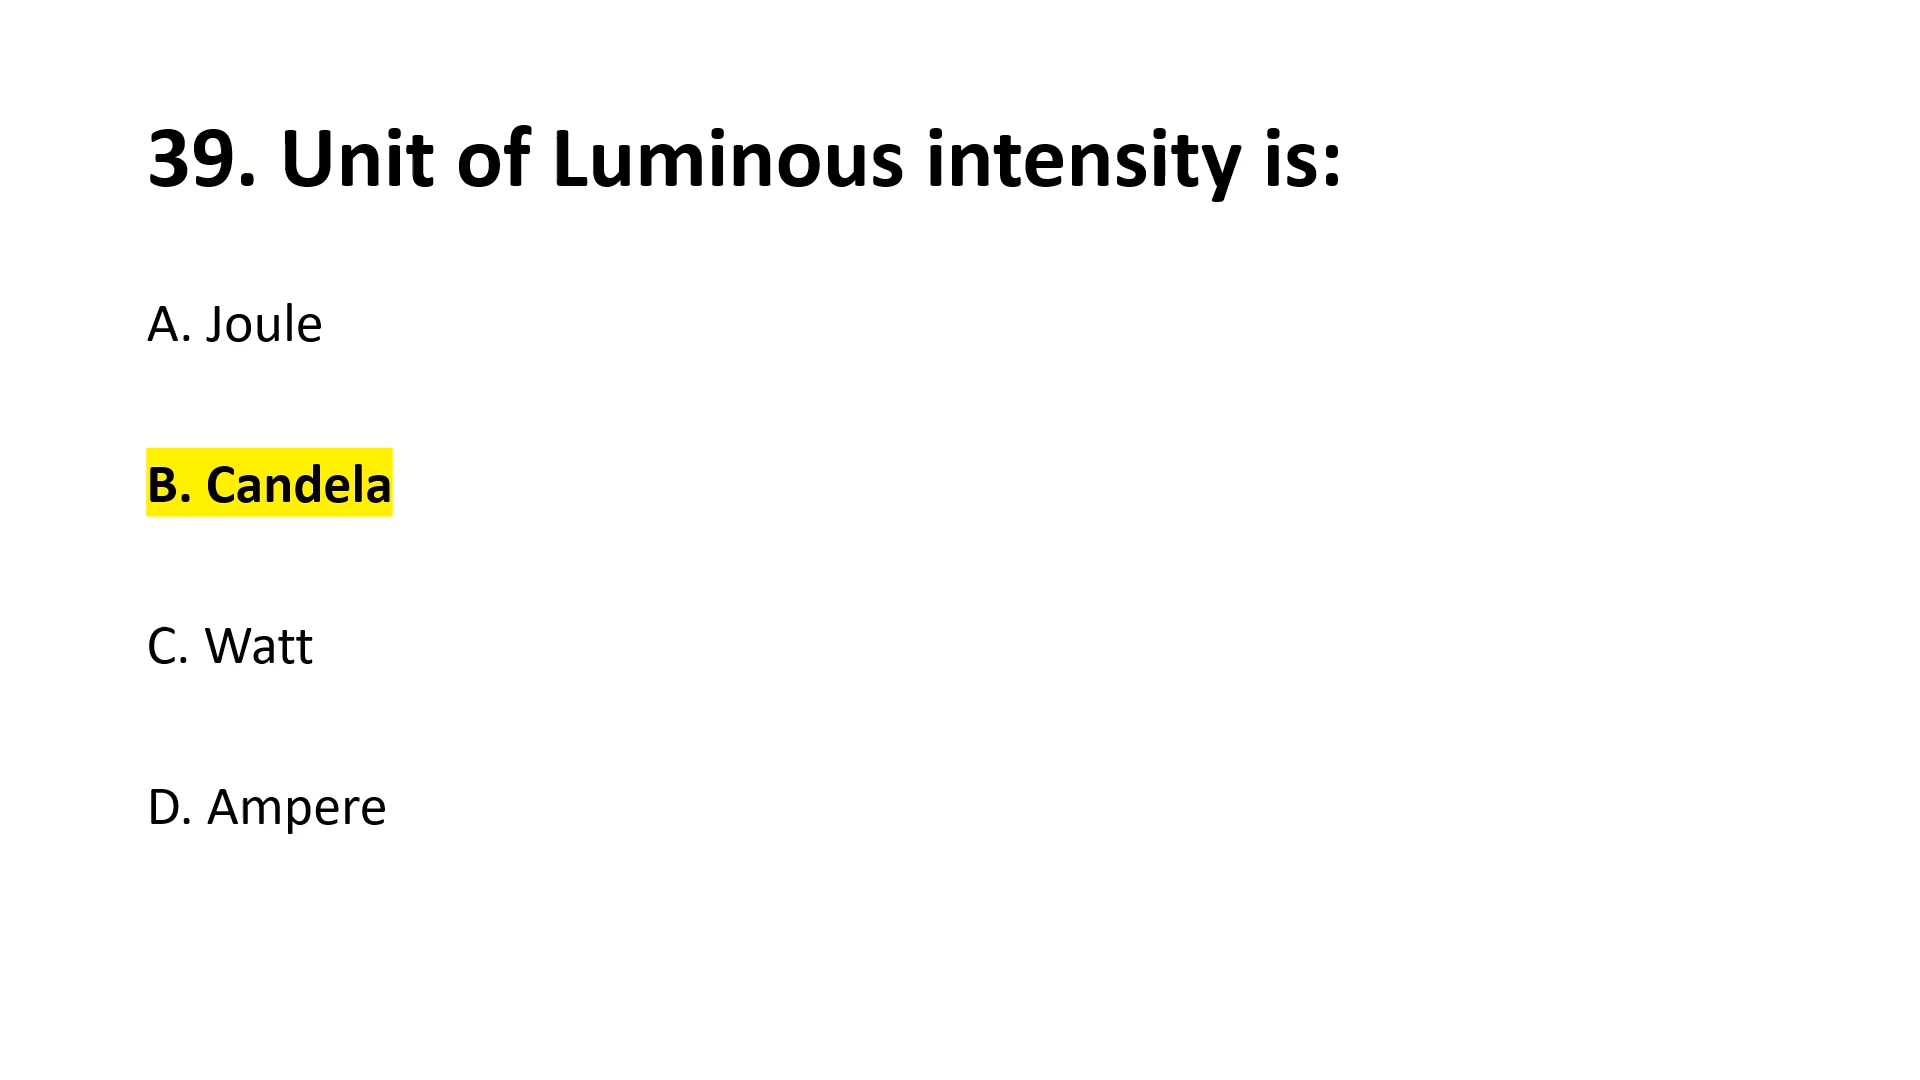 39. Unit of Luminous intensity is:
A. Joule
B. Candela
C. Watt
D. Ampere